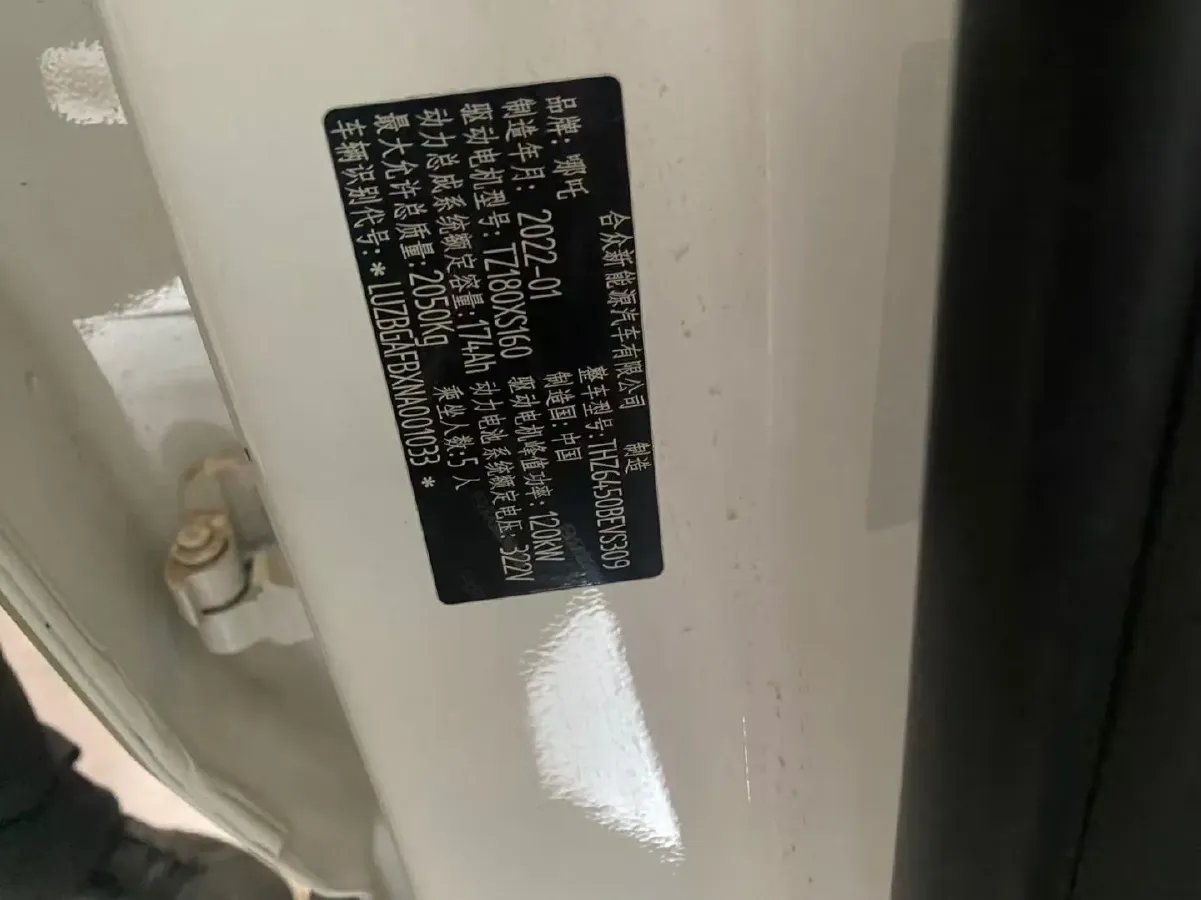 合众新能源汽车有限公司 制造
品牌: 哪吒 整车型号: THZ6450BEVS309
制造年月: 2022-01 制造国: 中国
驱动电机型号: TZ180XS160 驱动电机峰值功率: 120KW
动力总成系统额定容量: 174Ah 动力电池系统额定电压: 322V
最大允许总质量: 2050Kg 乘坐人数: 5人
车辆识别代号: *LUZBGAFBXNA001033*